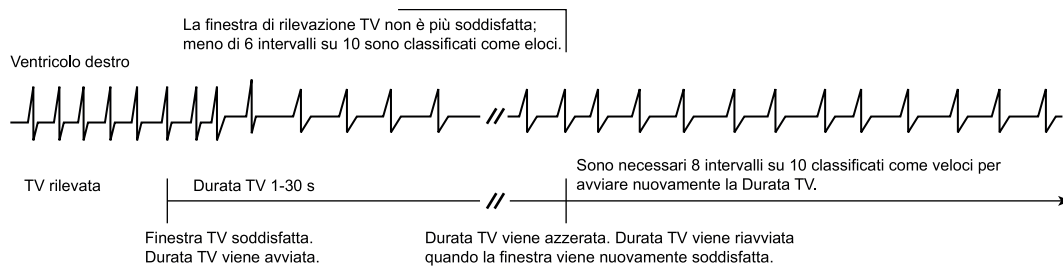 La finestra di rilevazione TV non è più soddisfatta;
meno di 6 intervalli su 10 sono classificati come eloci.
Ventricolo destro
Sono necessari 8 intervalli su 10 classificati come veloci per
avviare nuovamente la Durata TV.
TV rilevata
Durata TV 1-30 s
Finestra TV soddisfatta.
Durata TV viene avviata.
Durata TV viene azzerata. Durata TV viene riavviata
quando la finestra viene nuovamente soddisfatta.